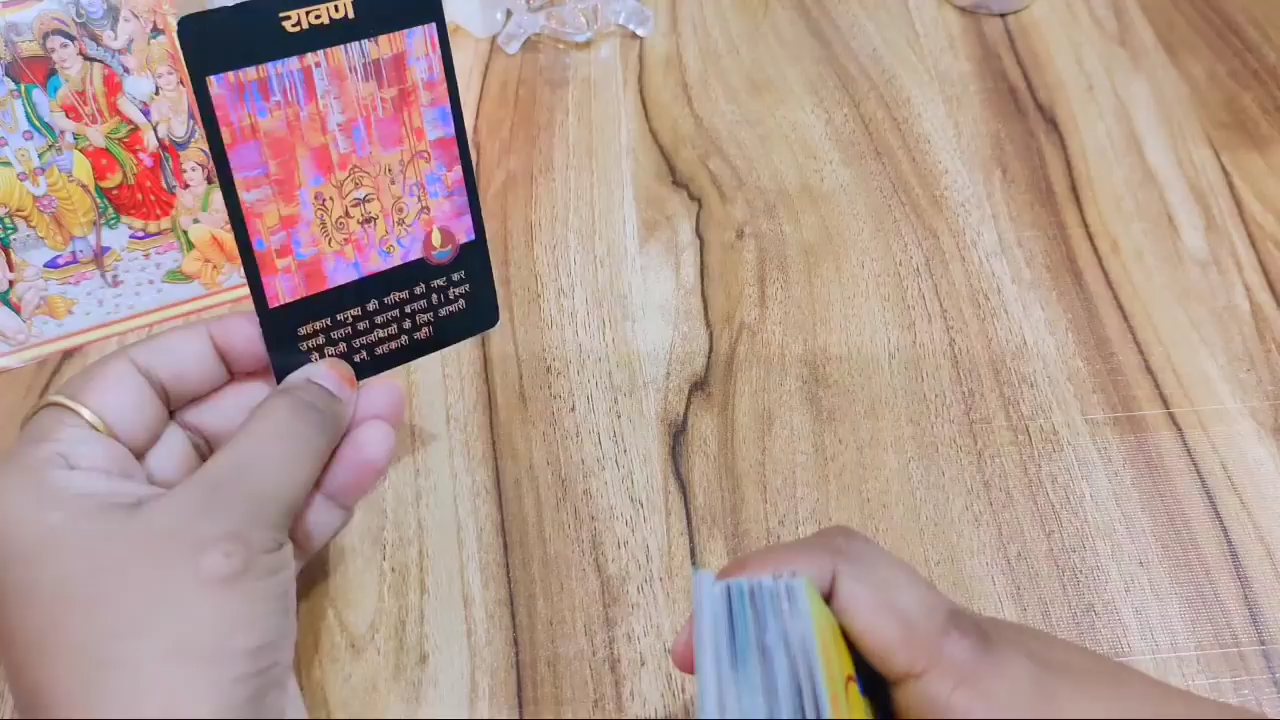 रावण
अहंकार मनुष्य की गरिमा को नष्ट कर
उसके पतन का कारण बनता है। ईश्वर
से मिली उपलब्धियों के लिए आभारी
बनें, अहंकारी नहीं!